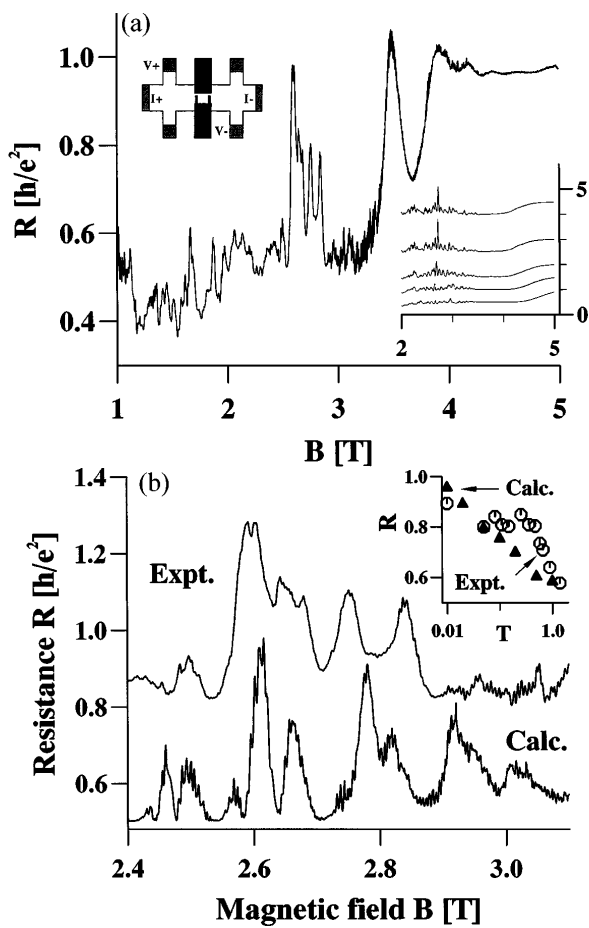 (a)
V+
I+
I-
V-
1.0
0.8
0.6
0.4
R [h/e²]
5
0
2
5
1
2
3
4
5
B [T]
(b)
1.4
1.2
1.0
0.8
0.6
Resistance R [h/e²]
Expt.
Calc.
1.0
0.8
0.6
R
Calc.
Expt.
0.01
T
1.0
2.4
2.6
2.8
3.0
Magnetic field B [T]